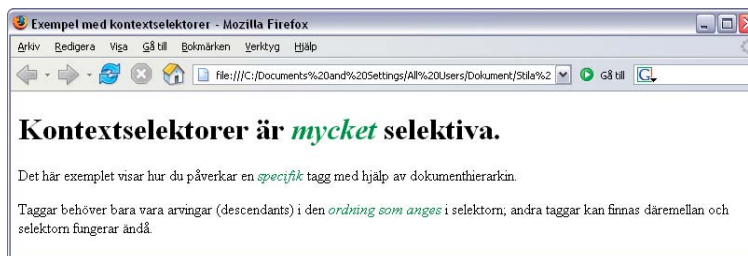 Exempel med kontextselektorer - Mozilla Firefox
Arkiv Redigera Visa Gå till Bokmärken Verktyg Hjälp
file:///C:/Documents%20and%20Settings/All%20Users/Dokument/Stila%2 Gå till G
Kontextselektorer är mycket selektiva.
Det här exemplet visar hur du påverkar en specifik tagg med hjälp av dokumenthierarkin.
Taggar behöver bara vara arvingar (descendants) i den ordning som anges i selektorn; andra taggar kan finnas däremellan och
selektorn fungerar ändå.